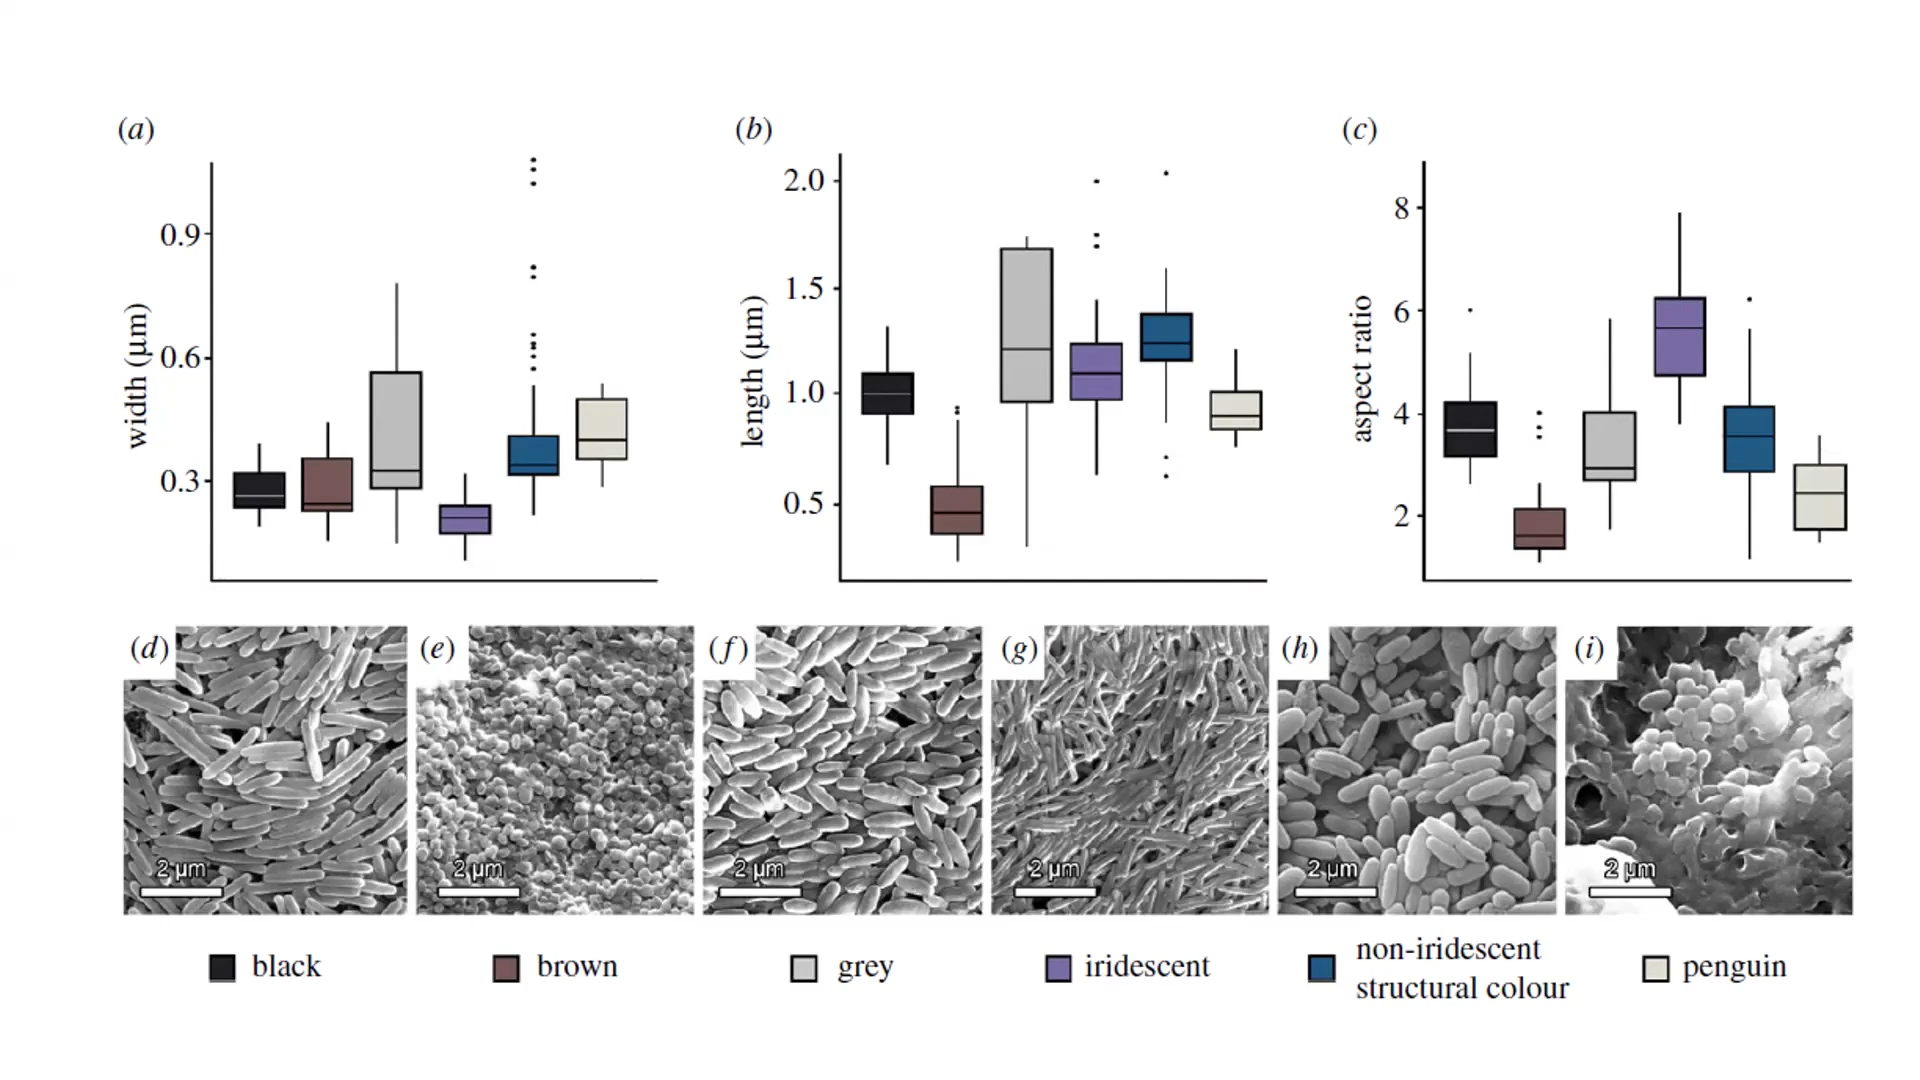 (a)
(b)
(c)
width (µm)
0.9
0.6
0.3
length (µm)
2.0
1.5
1.0
0.5
aspect ratio
8
6
4
2
(d)
(e)
(f)
(g)
(h)
(i)
2 µm
2 µm
2 µm
2 µm
2 µm
2 µm
black
brown
grey
iridescent
non-iridescent
structural colour
penguin